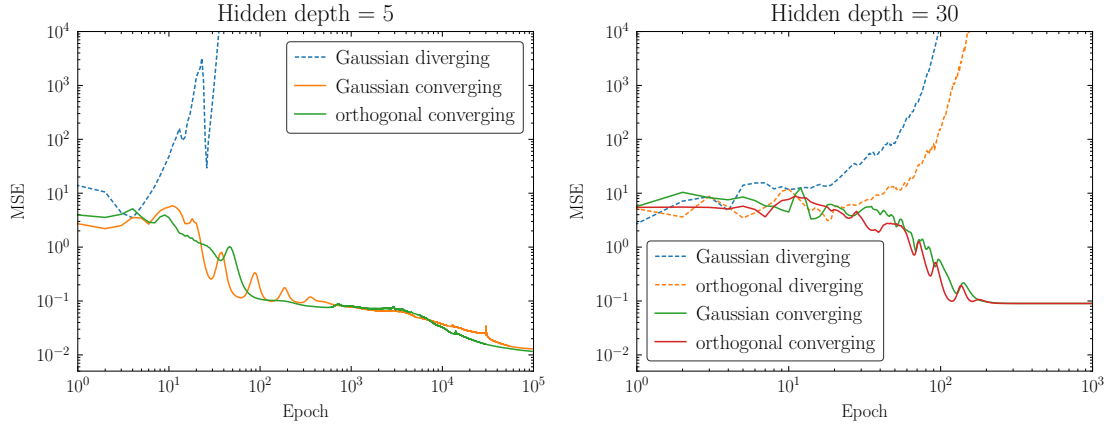 Hidden depth = 5
10^4
10^3
10^2
10^1
10^0
10^-1
10^-2
MSE
Gaussian diverging
Gaussian converging
orthogonal converging
10^0 10^1 10^2 10^3 10^4 10^5
Epoch
Hidden depth = 30
10^4
10^3
10^2
10^1
10^0
10^-1
10^-2
MSE
Gaussian diverging
orthogonal diverging
Gaussian converging
orthogonal converging
10^0 10^1 10^2 10^3
Epoch